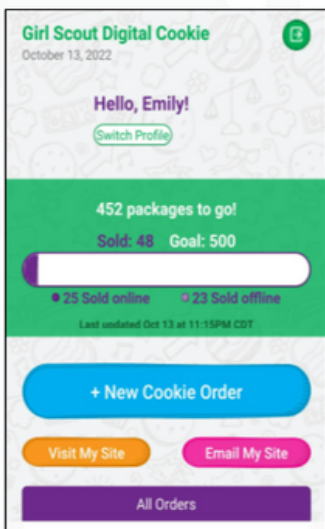 Girl Scout Digital Cookie
October 13, 2022
Hello, Emily!
Switch Profile
452 packages to go!
Sold: 48 Goal: 500
25 Sold online 23 Sold offline
Last updated Oct 13 at 11:15PM CDT
+ New Cookie Order
Visit My Site Email My Site
All Orders